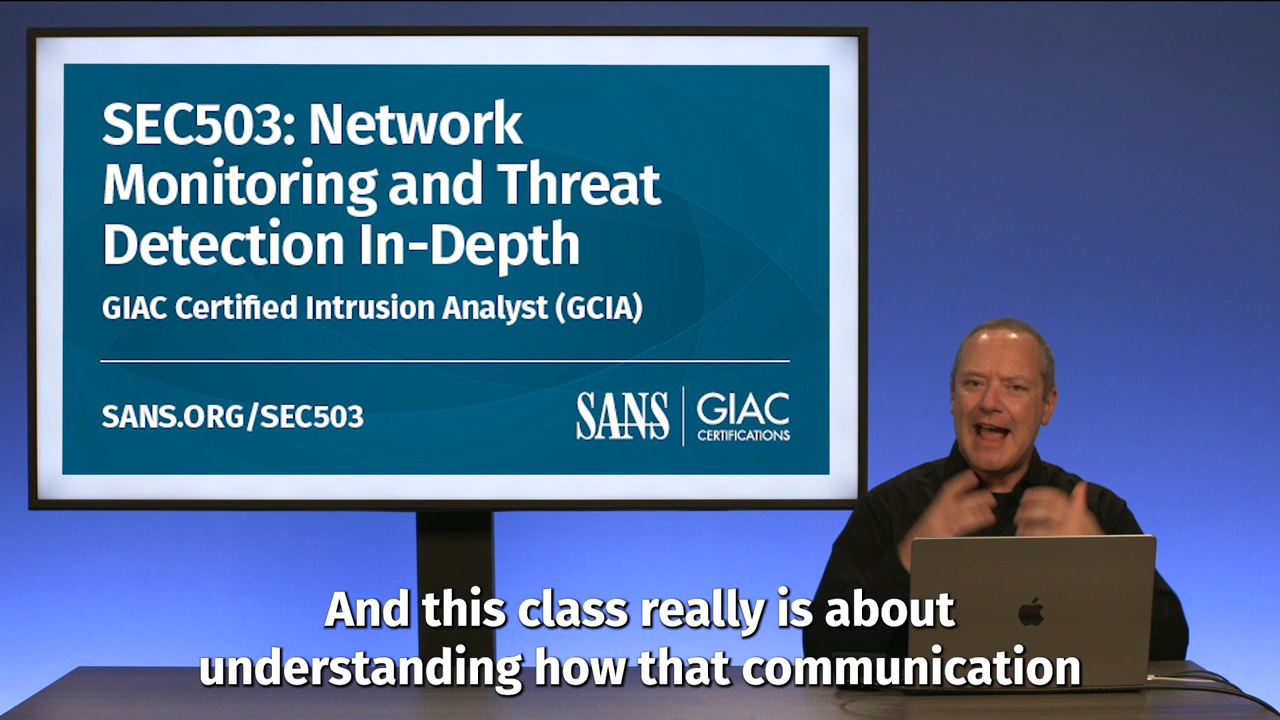 SEC503: Network
Monitoring and Threat
Detection In-Depth
GIAC Certified Intrusion Analyst (GCIA)
SANS.ORG/SEC503
SANS
GIAC
CERTIFICATIONS
And this class really is about
understanding how that communication